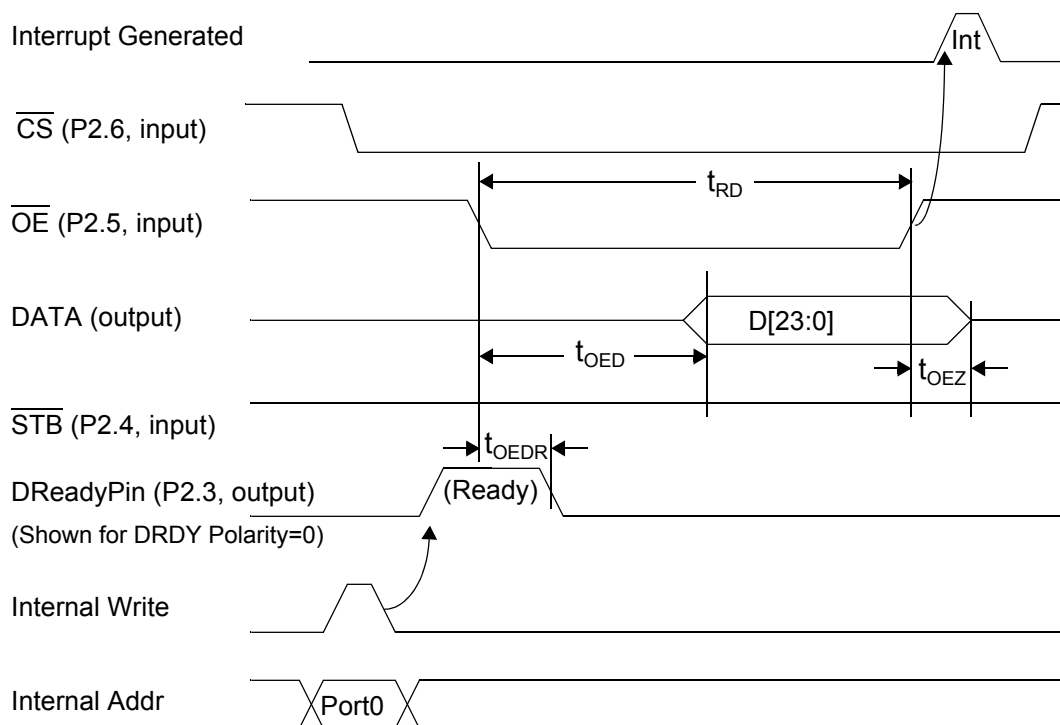 Interrupt Generated
Int
CS (P2.6, input)
tRD
OE (P2.5, input)
DATA (output)
D[23:0]
tOED
tOEZ
STB (P2.4, input)
tOEDR
DReadyPin (P2.3, output)
(Ready)
(Shown for DRDY Polarity=0)
Internal Write
Internal Addr
Port0